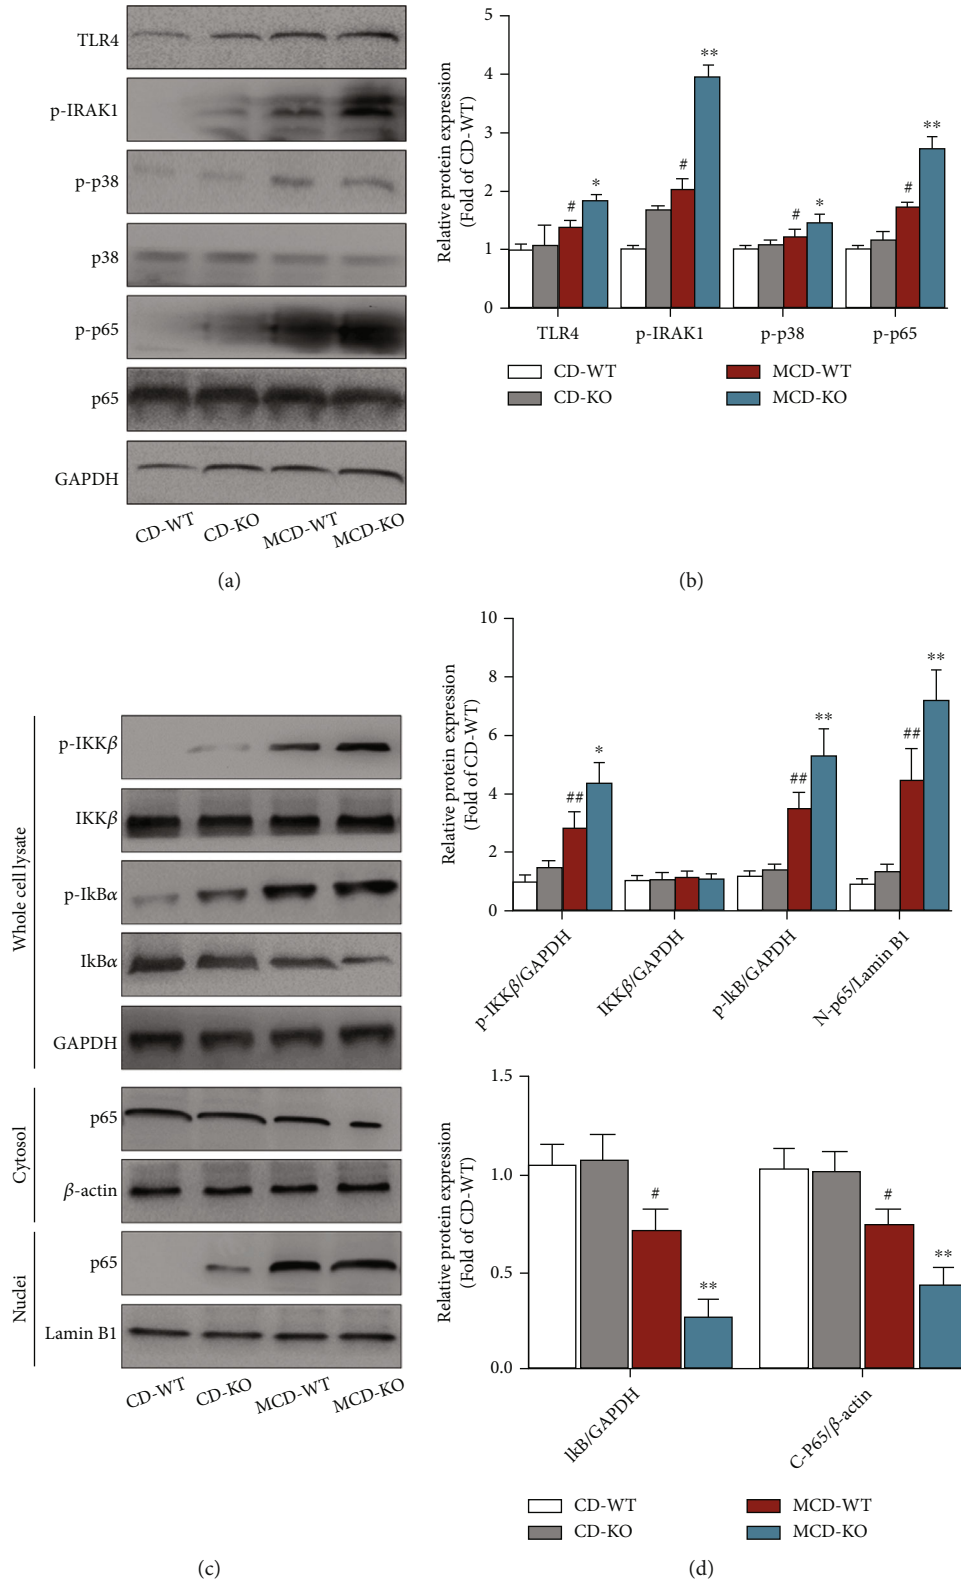 TLR4
p-IRAK1
p-p38
p38
p-p65
p65
GAPDH
CD-WT
CD-KO
MCD-WT
MCD-KO
(a)
Relative protein expression
(Fold of CD-WT)
5
4
3
2
1
0
#
*
#
**
#
*
#
**
TLR4
p-IRAK1
p-p38
p-p65
CD-WT
CD-KO
MCD-WT
MCD-KO
(b)
Whole cell lysate
p-IKKβ
IKKβ
p-IkBα
IkBα
GAPDH
Cytosol
p65
β-actin
Nuclei
p65
Lamin B1
CD-WT
CD-KO
MCD-WT
MCD-KO
(c)
Relative protein expression
(Fold of CD-WT)
10
8
6
4
2
0
##
*
##
**
##
**
p-IKKβ/GAPDH
IKKβ/GAPDH
p-lkB/GAPDH
N-p65/Lamin B1
Relative protein expression
(Fold of CD-WT)
1.5
1.0
0.5
0.0
#
**
#
**
lkB/GAPDH
C-P65/β-actin
CD-WT
CD-KO
MCD-WT
MCD-KO
(d)